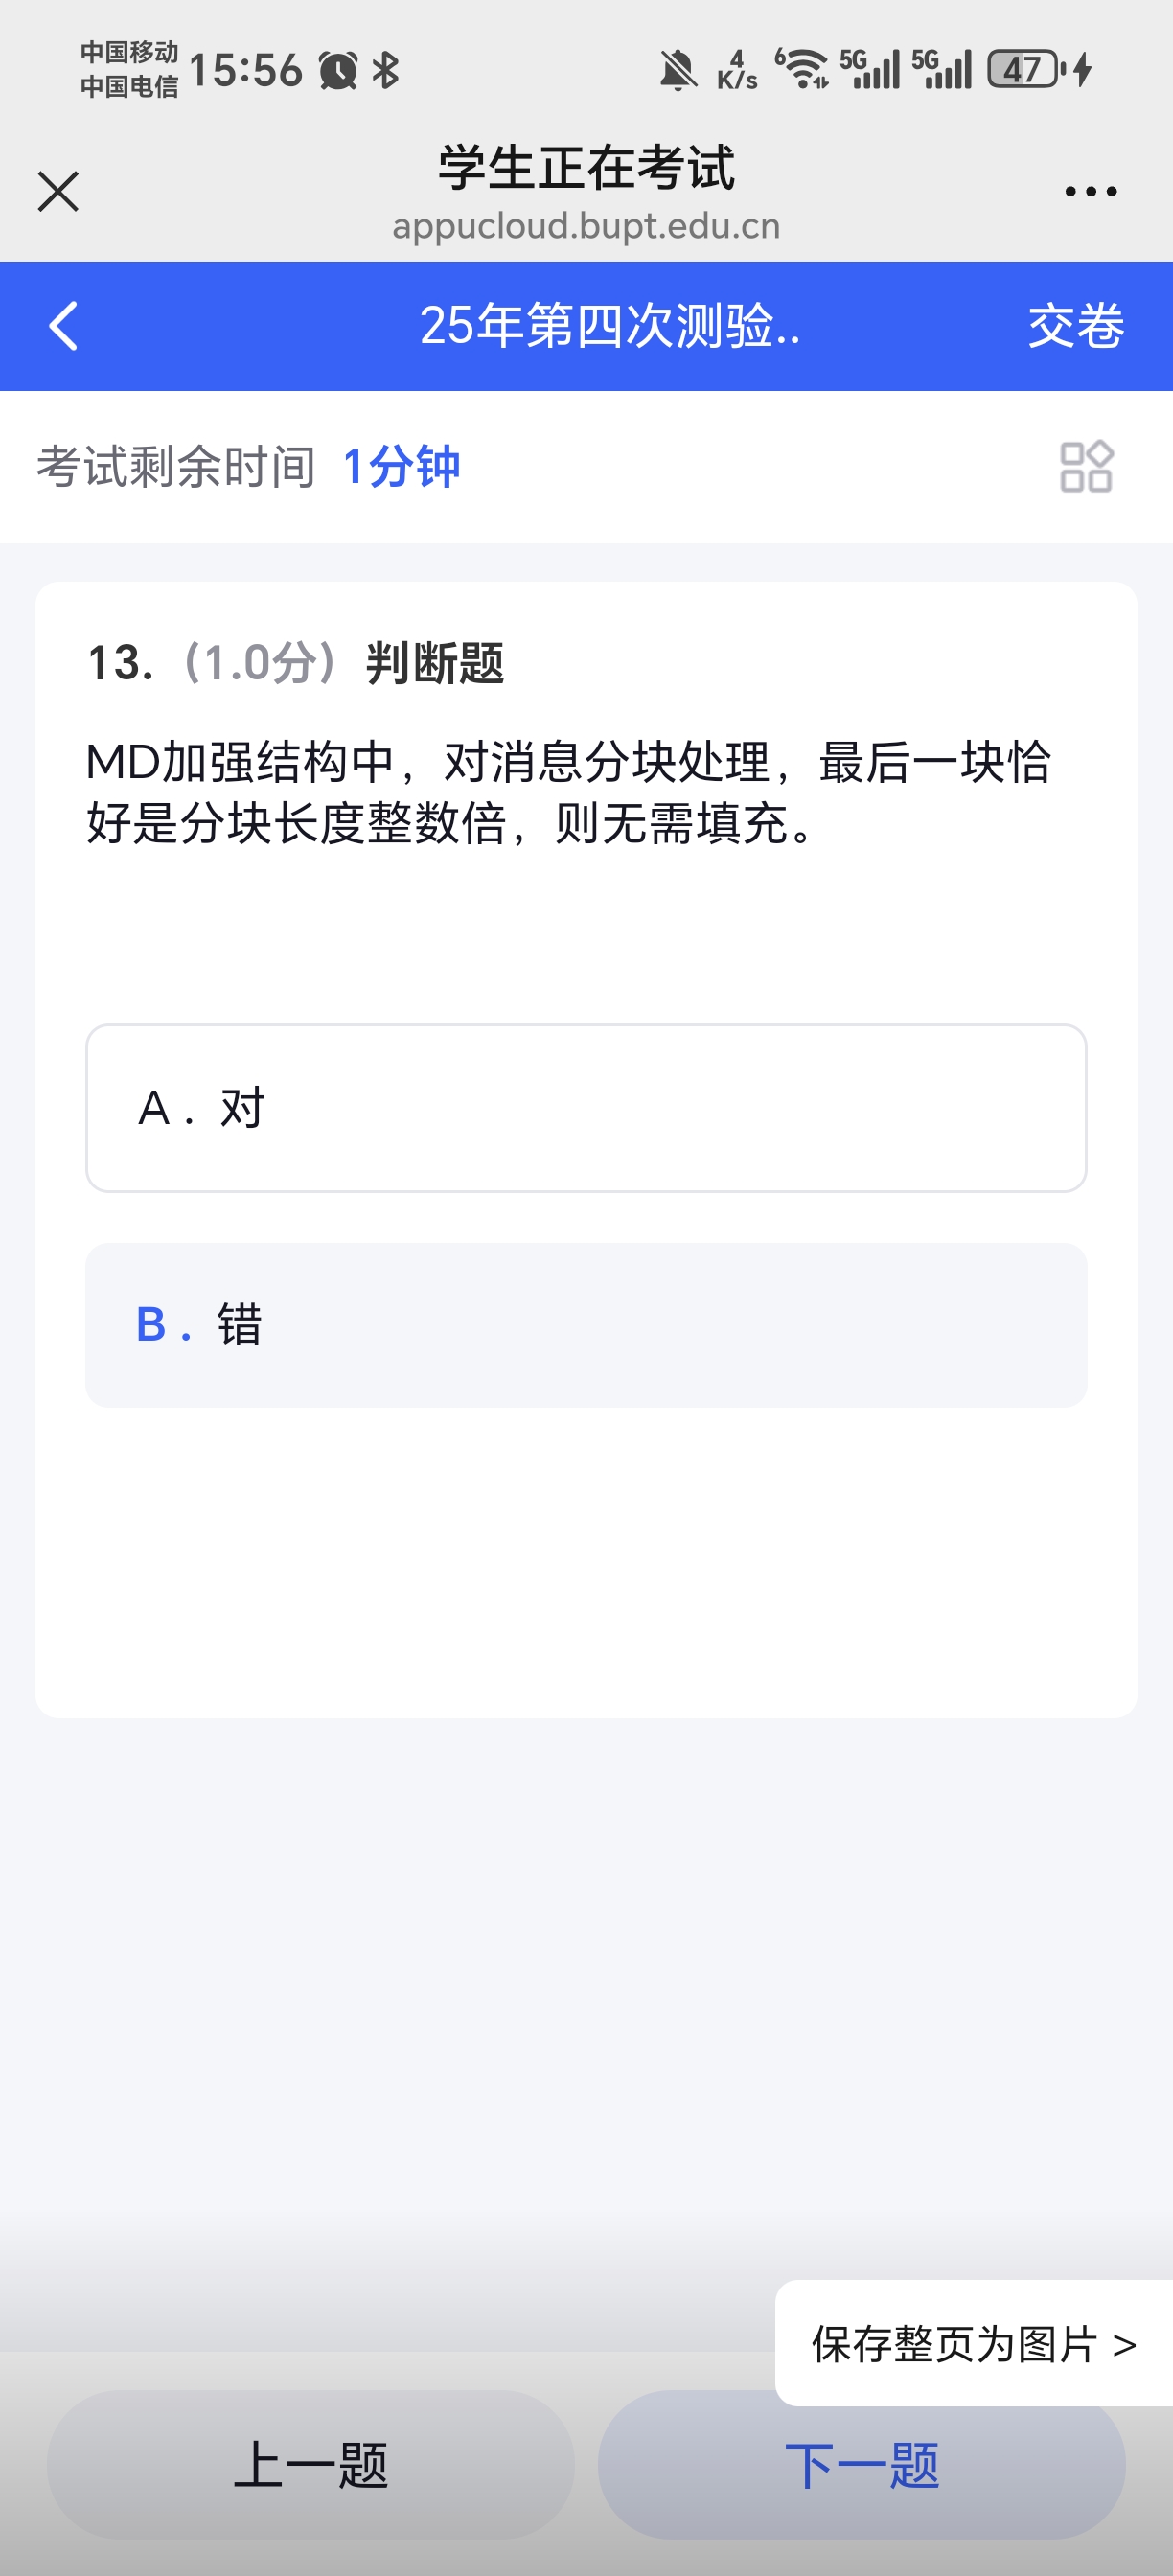 中国移动
中国电信
15:56
4
K/s
6
5G
5G
47
学生正在考试
appucloud.bupt.edu.cn
25年第四次测验..
交卷
考试剩余时间 1分钟
13. (1.0分) 判断题
MD加强结构中，对消息分块处理，最后一块恰
好是分块长度整数倍，则无需填充。
A . 对
B . 错
保存整页为图片 >
上一题
下一题